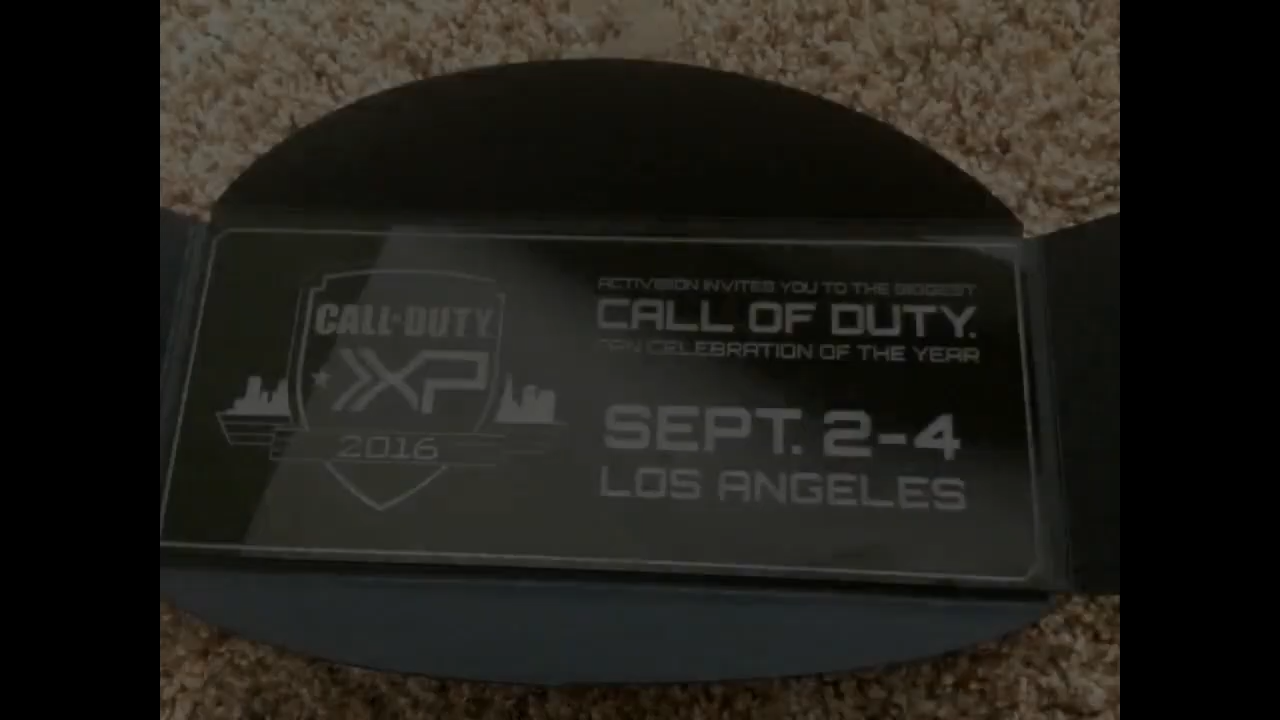 CALL OF DUTY
XP
2016
ACTIVISION INVITES YOU TO THE BIGGEST
CALL OF DUTY.
FAN CELEBRATION OF THE YEAR
SEPT. 2-4
LOS ANGELES